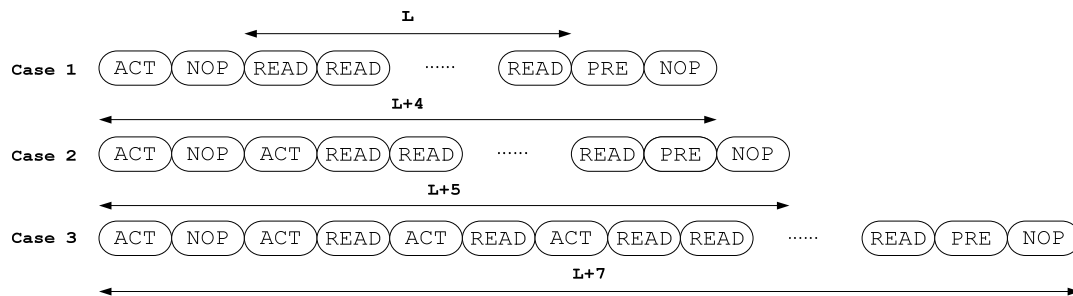 L
Case 1 ACT NOP READ READ ...... READ PRE NOP
L+4
Case 2 ACT NOP ACT READ READ ...... READ PRE NOP
L+5
Case 3 ACT NOP ACT READ ACT READ ACT READ READ ...... READ PRE NOP
L+7